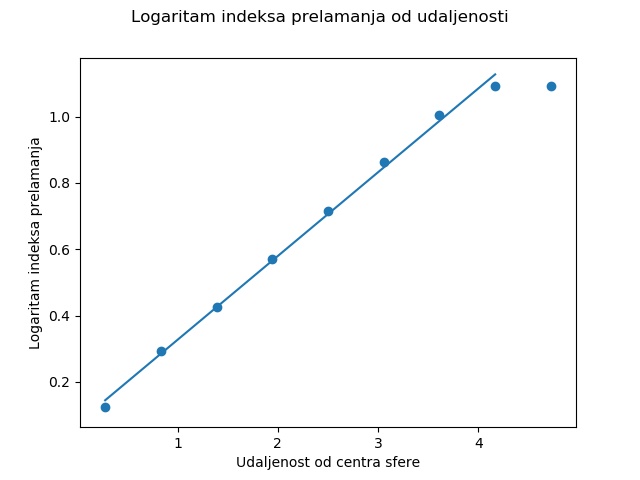 Logaritam indeksa prelamanja od udaljenosti
1.0
0.8
0.6
0.4
0.2
Logaritam indeksa prelamanja
1 2 3 4
Udaljenost od centra sfere